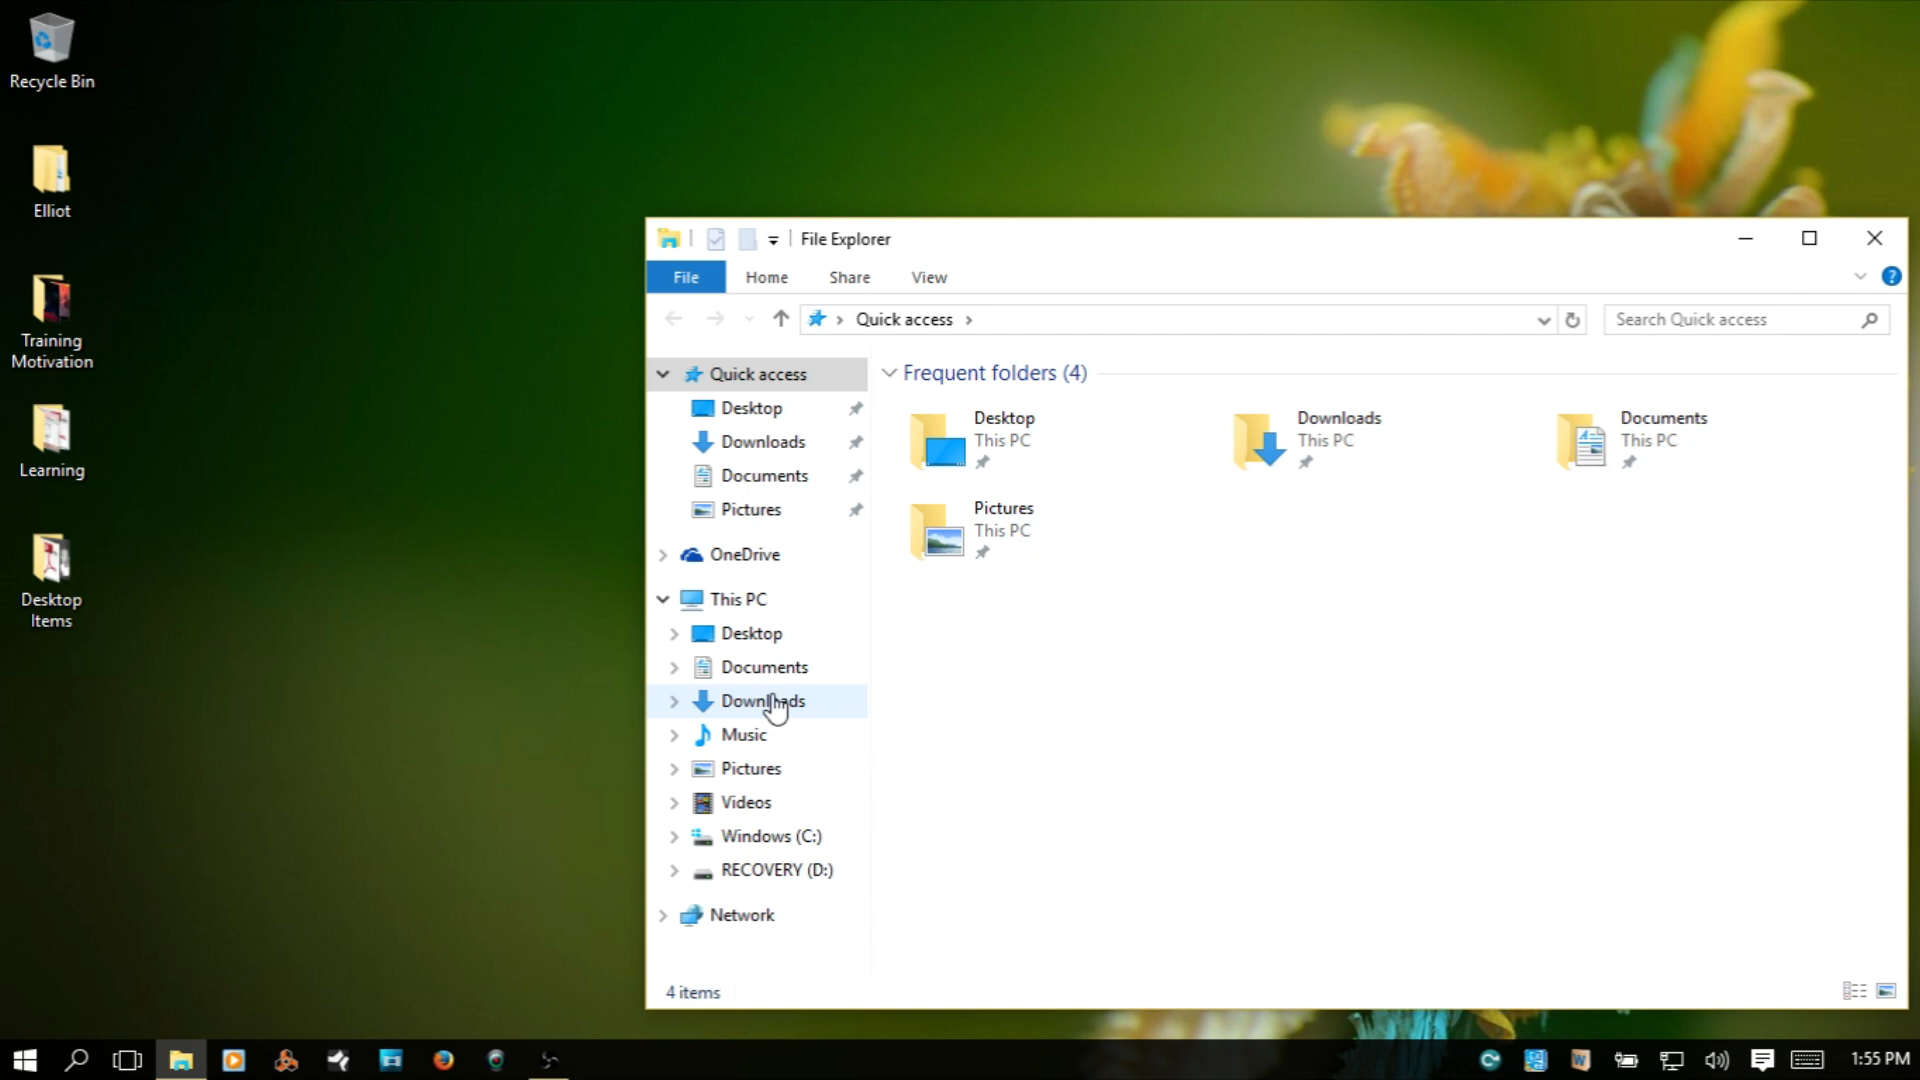 Recycle Bin
Elliot
Training
Motivation
Learning
Desktop
Items
File Explorer
File
Home
Share
View
Quick access
Search Quick access
Quick access
Desktop
Downloads
Documents
Pictures
OneDrive
This PC
Desktop
Documents
Downloads
Music
Pictures
Videos
Windows (C:)
RECOVERY (D:)
Network
Frequent folders (4)
Desktop
This PC
Downloads
This PC
Documents
This PC
Pictures
This PC
4 items
1:55 PM